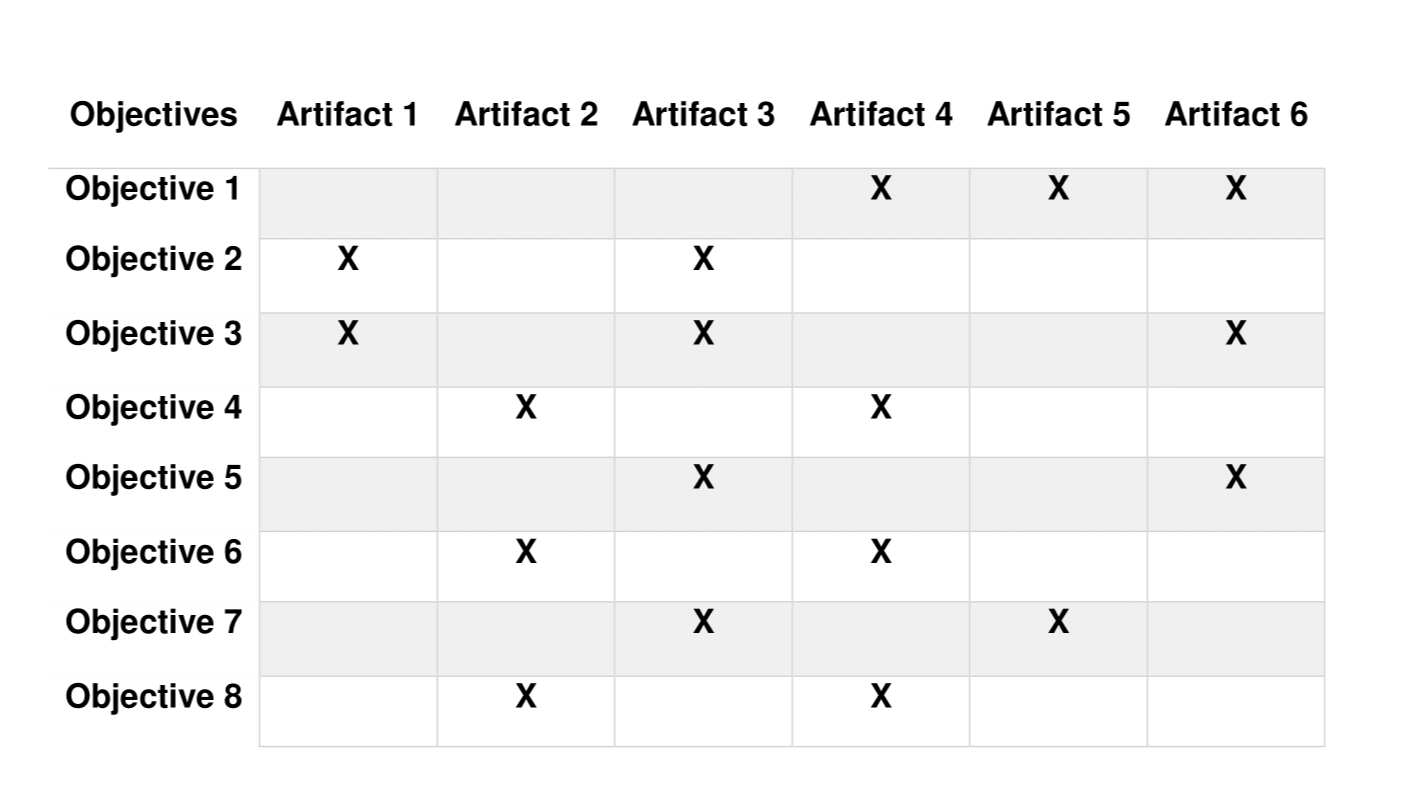 Objectives Artifact 1 Artifact 2 Artifact 3 Artifact 4 Artifact 5 Artifact 6
Objective 1 X X X
Objective 2 X X
Objective 3 X X X
Objective 4 X X
Objective 5 X X
Objective 6 X X
Objective 7 X X
Objective 8 X X